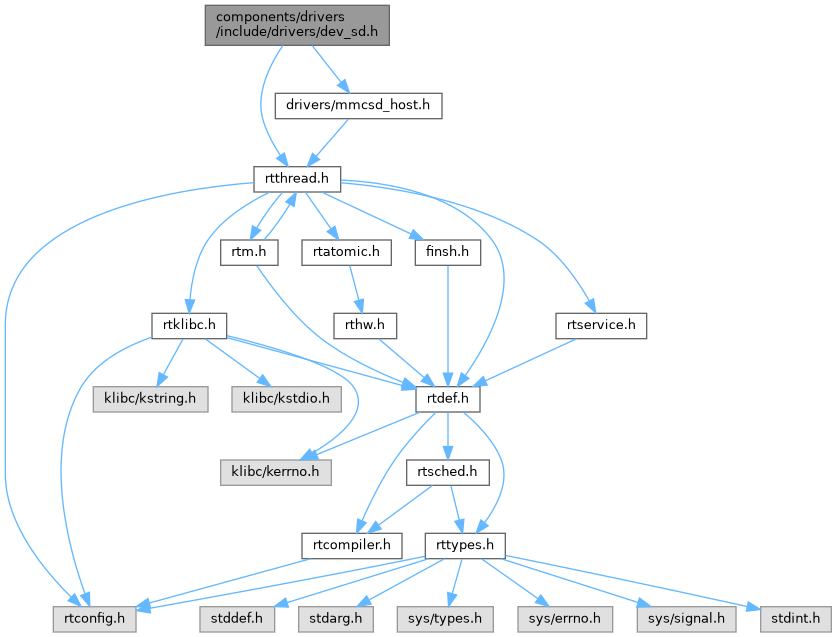 components/drivers
/include/drivers/dev_sd.h
drivers/mmcsd_host.h
rtthread.h
rtm.h
rtatomic.h
finsh.h
rtklibc.h
rthw.h
rtservice.h
klibc/kstring.h
klibc/kstdio.h
rtdef.h
klibc/kerrno.h
rtsched.h
rtcompiler.h
rttypes.h
rtconfig.h
stddef.h
stdarg.h
sys/types.h
sys/errno.h
sys/signal.h
stdint.h